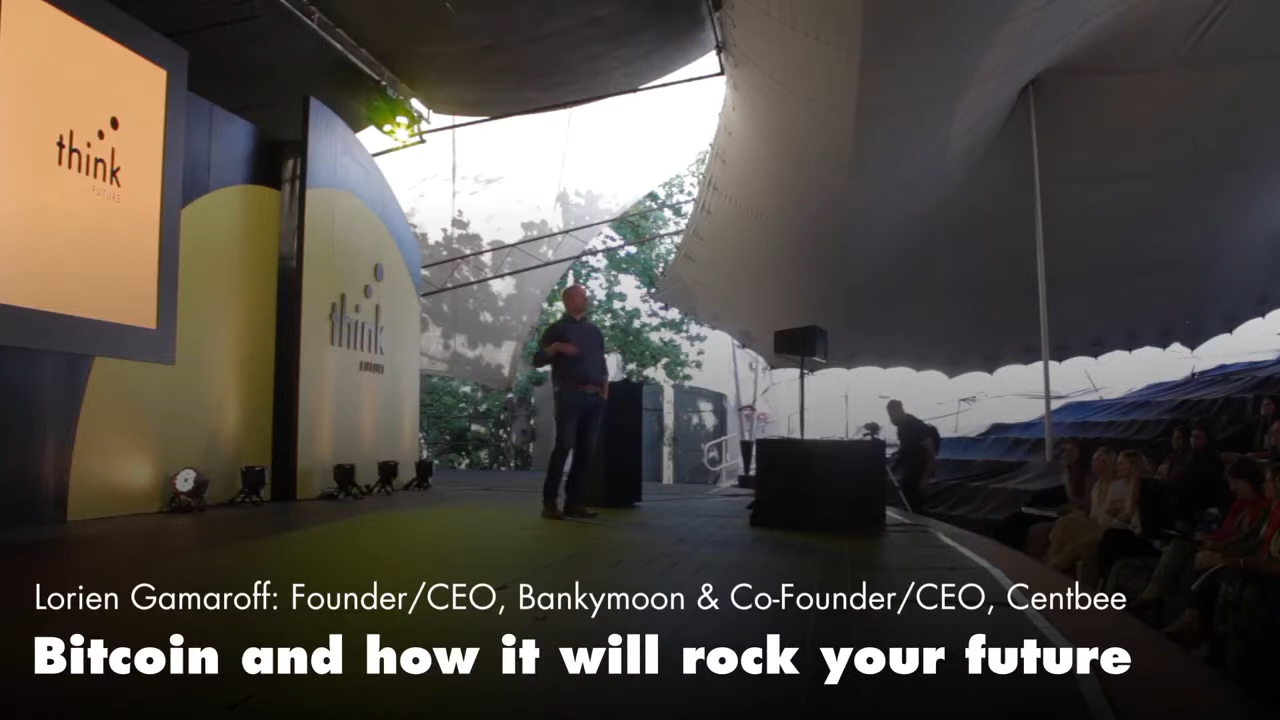 think
FUTURE
think
FUTURE
Lorien Gamaroff: Founder/CEO, Bankymoon & Co-Founder/CEO, Centbee
Bitcoin and how it will rock your future